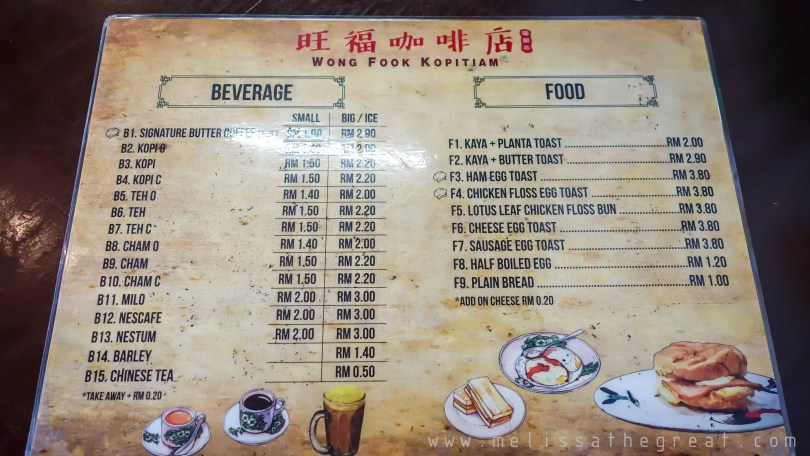 旺福咖啡店
WONG FOOK KOPITIAM
BEVERAGE
SMALL BIG / ICE
B1. SIGNATURE BUTTER COFFEE RM 1.90 RM 2.90
B2. KOPI O RM 1.40 RM 2.00
B3. KOPI RM 1.50 RM 2.20
B4. KOPI C RM 1.50 RM 2.20
B5. TEH O RM 1.40 RM 2.00
B6. TEH RM 1.50 RM 2.20
B7. TEH C RM 1.50 RM 2.20
B8. CHAM O RM 1.40 RM 2.00
B9. CHAM RM 1.50 RM 2.20
B10. CHAM C RM 1.50 RM 2.20
B11. MILO RM 2.00 RM 3.00
B12. NESCAFE RM 2.00 RM 3.00
B13. NESTUM RM 2.00 RM 3.00
B14. BARLEY RM 1.40
B15. CHINESE TEA RM 0.50
*TAKE AWAY + RM 0.20
FOOD
F1. KAYA + PLANTA TOAST ........ RM 2.00
F2. KAYA + BUTTER TOAST ........ RM 2.90
F3. HAM EGG TOAST ........ RM 3.80
F4. CHICKEN FLOSS EGG TOAST ........ RM 3.80
F5. LOTUS LEAF CHICKEN FLOSS BUN ........ RM 3.80
F6. CHEESE EGG TOAST ........ RM 3.80
F7. SAUSAGE EGG TOAST ........ RM 3.80
F8. HALF BOILED EGG ........ RM 1.20
F9. PLAIN BREAD ........ RM 1.00
*ADD ON CHEESE RM 0.20
www.melissathegreat.com